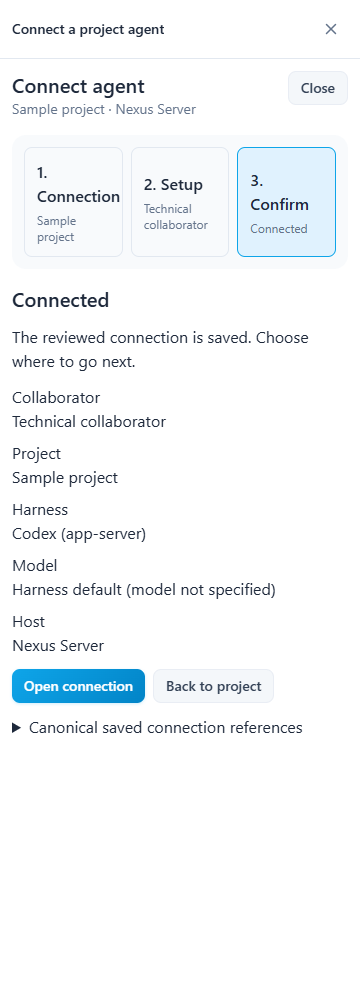 Connect a project agent
Connect agent
Close
Sample project · Nexus Server
1.
Connection
Sample
project
2. Setup
Technical
collaborator
3.
Confirm
Connected
Connected
The reviewed connection is saved. Choose
where to go next.
Collaborator
Technical collaborator
Project
Sample project
Harness
Codex (app-server)
Model
Harness default (model not specified)
Host
Nexus Server
Open connection
Back to project
Canonical saved connection references